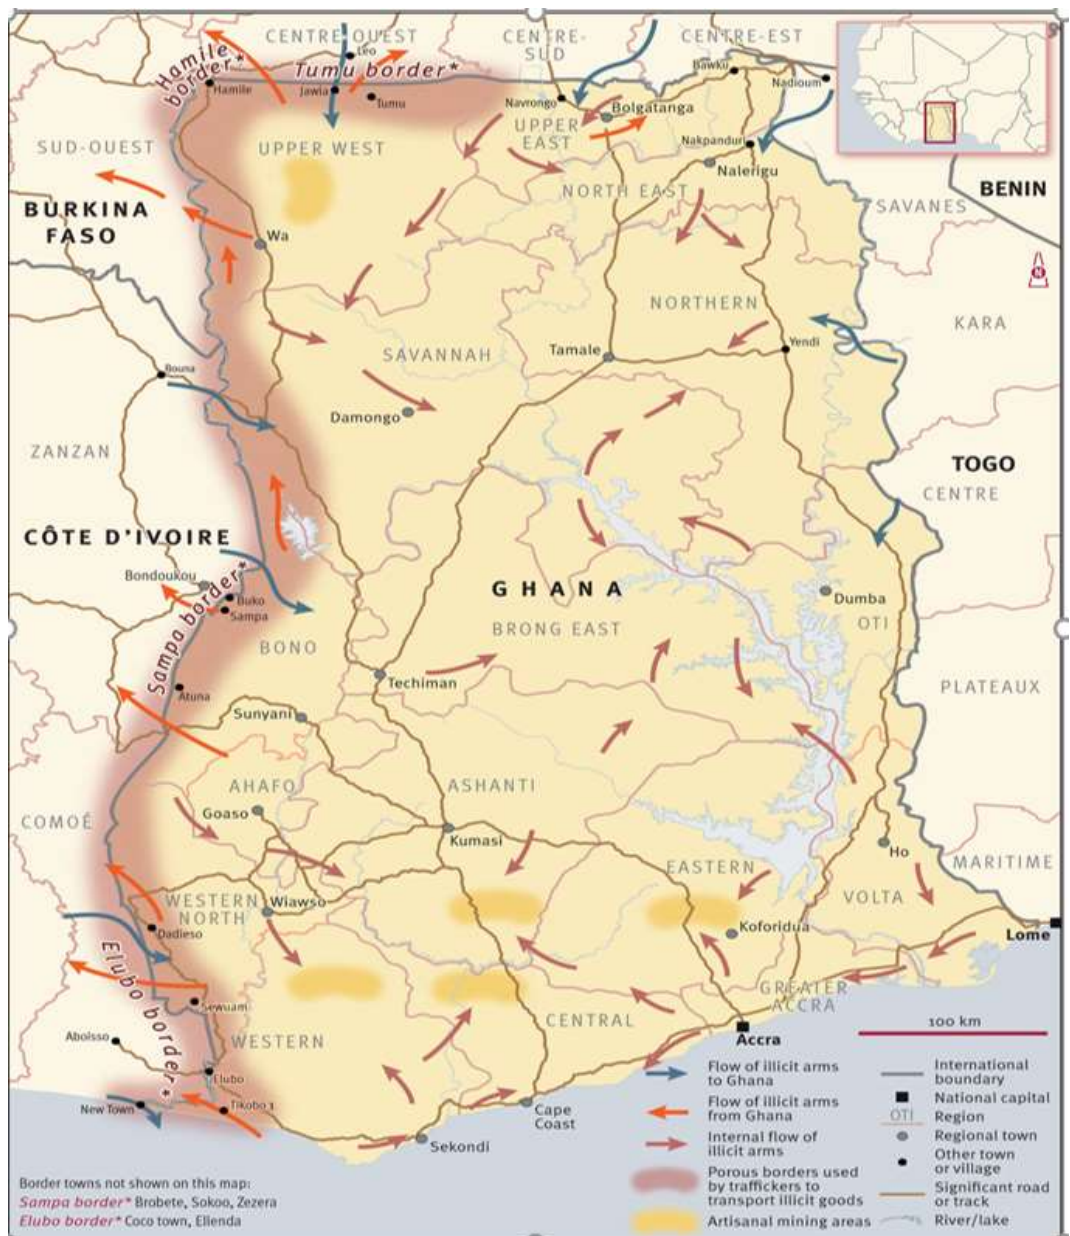 CENTRE-OUEST
CENTRE-
SUD
CENTRE-EST
Leo
Hamile
border*
Tumu border*
Hamile
Jawia
Tumu
Navrongo
Bawku
Nadioum
Bolgatanga
UPPER
EAST
Nakpanduri
Nalerigu
SUD-OUEST
UPPER WEST
NORTH EAST
BENIN
SAVANES
BURKINA
FASO
Wa
N
NORTHERN
KARA
SAVANNAH
Tamale
Yendi
Bouna
Damongo
ZANZAN
TOGO
CENTRE
CÔTE D'IVOIRE
Bondoukou
Buko
Sampa
Sampa border*
GHANA
Dumba
OTI
BRONG EAST
BONO
Techiman
Atuna
PLATEAUX
Sunyani
AHAFO
ASHANTI
Goaso
COMOÉ
Kumasi
Ho
EASTERN
MARITIME
WESTERN
NORTH
Wiawso
VOLTA
Koforidua
Dadieso
Lome
Elubo border*
GREATER
ACCRA
Sewuam
CENTRAL
100 km
WESTERN
Accra
Aboisso
Elubo
New Town
Tikobo 1
Cape
Coast
Sekondi
Flow of illicit arms
to Ghana
Flow of illicit arms
from Ghana
Internal flow of
illicit arms
Porous borders used
by traffickers to
transport illicit goods
Artisanal mining areas
International
boundary
National capital
OTI Region
Regional town
Other town
or village
Significant road
or track
River/lake
Border towns not shown on this map:
Sampa border* Brobete, Sokoo, Zezera
Elubo border* Coco town, Ellenda